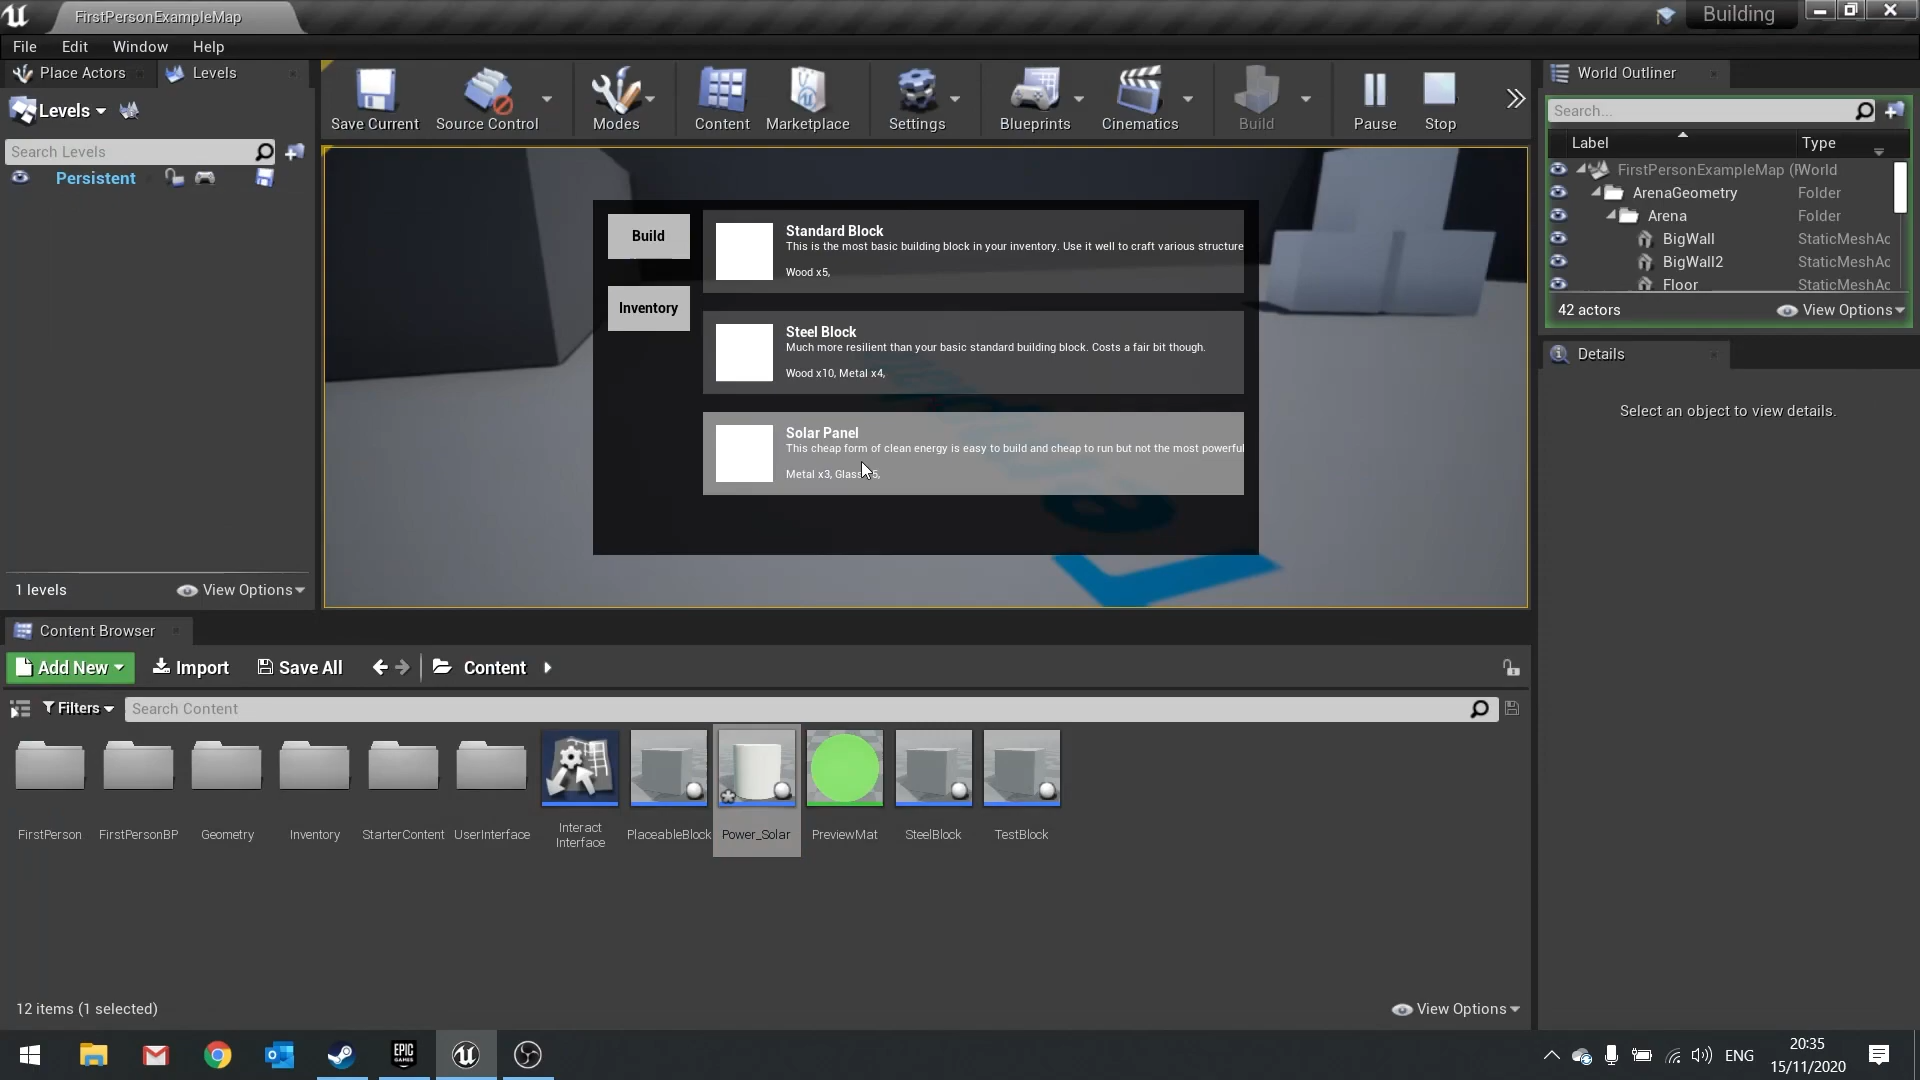 FirstPersonExampleMap
Building
File Edit Window Help
Place Actors
Levels
Levels
Search Levels
Persistent
1 levels
View Options
Save Current
Source Control
Modes
Content
Marketplace
Settings
Blueprints
Cinematics
Build
Pause
Stop
Build
Inventory
Standard Block
This is the most basic building block in your inventory. Use it well to craft various structure
Wood x5,
Steel Block
Much more resilient than your basic standard building block. Costs a fair bit though.
Wood x10, Metal x4,
Solar Panel
This cheap form of clean energy is easy to build and cheap to run but not the most powerful
Metal x3, Glass x5,
World Outliner
Search...
Label Type
FirstPersonExampleMap ( World
ArenaGeometry Folder
Arena Folder
BigWall StaticMeshAc
BigWall2 StaticMeshAc
Floor StaticMeshAc
42 actors
View Options
Details
Select an object to view details.
Content Browser
Add New
Import
Save All
Content
Filters
Search Content
FirstPerson
FirstPersonBP
Geometry
Inventory
StarterContent
UserInterface
Interact
Interface
PlaceableBlock
Power_Solar
PreviewMat
SteelBlock
TestBlock
12 items (1 selected)
View Options
EPIC
GAMES
ENG
20:35
15/11/2020